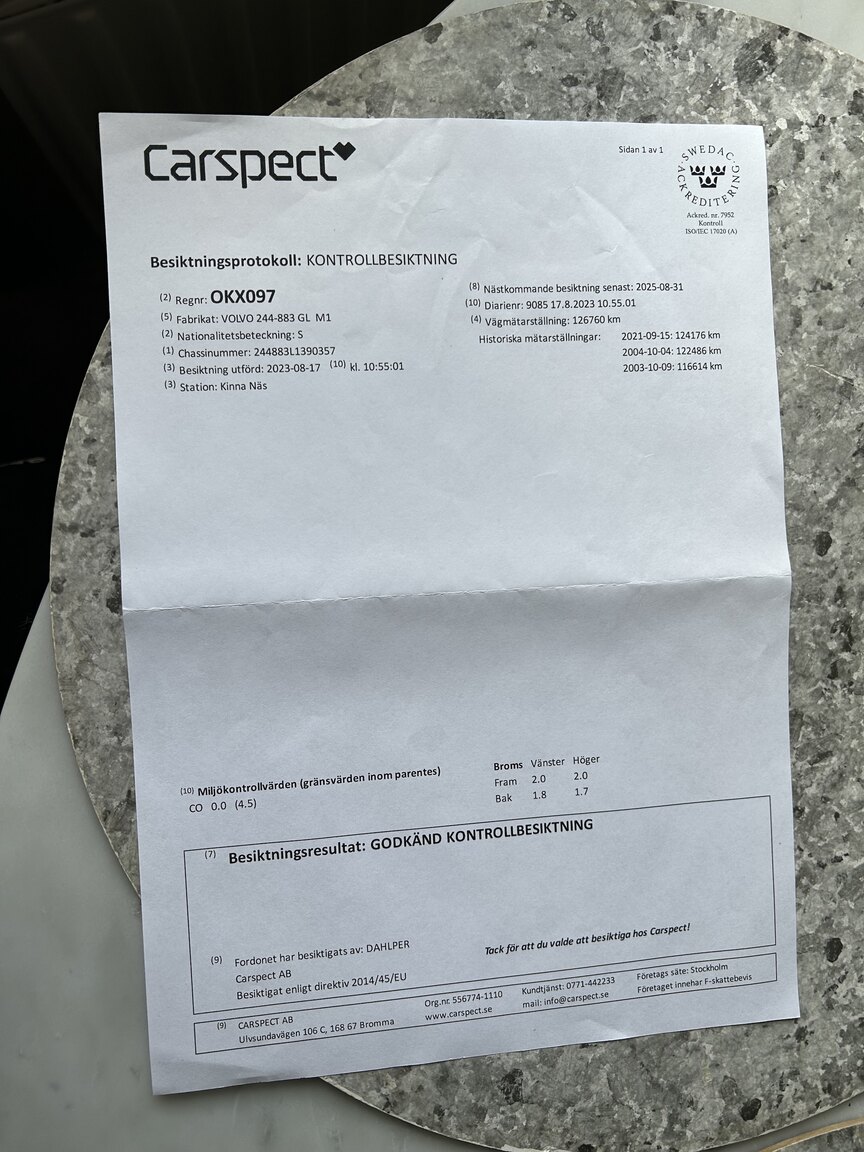 Carspect
Sidan 1 av 1
SWEDAC ACKREDITERING
Ackred. nr. 7952
Kontroll
ISO/IEC 17020 (A)
Besiktningsprotokoll: KONTROLLBESIKTNING
(2) Regnr: OKX097
(5) Fabrikat: VOLVO 244-883 GL M1
(2) Nationalitetsbeteckning: S
(1) Chassinummer: 244883L1390357
(3) Besiktning utförd: 2023-08-17 (10) kl. 10:55:01
(3) Station: Kinna Näs
(8) Nästkommande besiktning senast: 2025-08-31
(10) Diarienr: 9085 17.8.2023 10.55.01
(4) Vägmätarställning: 126760 km
Historiska mätarställningar: 2021-09-15: 124176 km
2004-10-04: 122486 km
2003-10-09: 116614 km
(10) Miljökontrollvärden (gränsvärden inom parentes)
CO 0.0 (4.5)
Broms Vänster Höger
Fram 2.0 2.0
Bak 1.8 1.7
(7) Besiktningsresultat: GODKÄND KONTROLLBESIKTNING
(9) Fordonet har besiktigats av: DAHLPER
Carspect AB
Besiktigat enligt direktiv 2014/45/EU
Tack för att du valde att besiktiga hos Carspect!
(9) CARSPECT AB
Ulvsundavägen 106 C, 168 67 Bromma
Org.nr. 556774-1110
www.carspect.se
Kundtjänst: 0771-442233
mail: info@carspect.se
Företags säte: Stockholm
Företaget innehar F-skattebevis